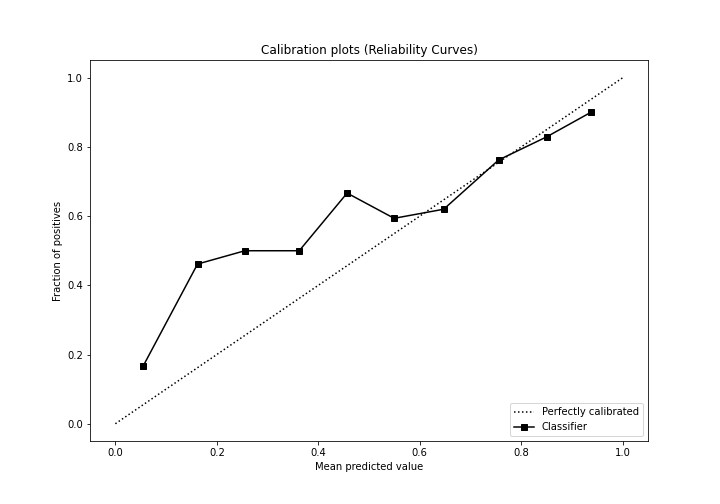 Calibration plots (Reliability Curves)
1.0
0.8
0.6
0.4
0.2
0.0
Fraction of positives
Perfectly calibrated
Classifier
0.0 0.2 0.4 0.6 0.8 1.0
Mean predicted value